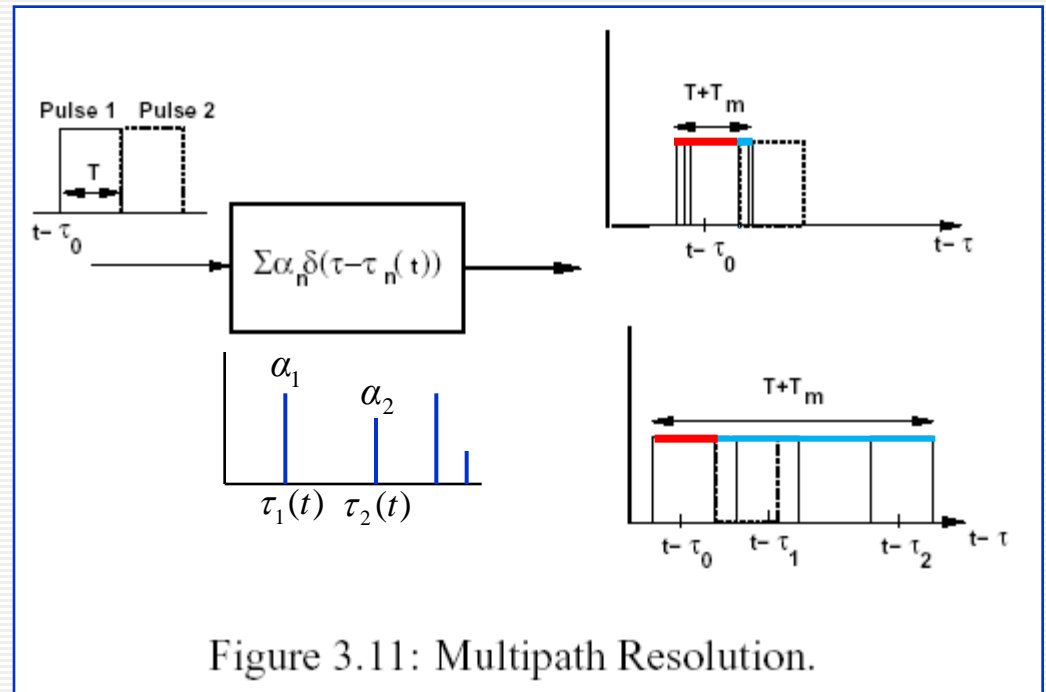 Pulse 1 Pulse 2
T
t- τ0
Σαnδ(τ-τn(t))
α1
α2
τ1(t) τ2(t)
T+Tm
t- τ0
t- τ
T+Tm
t- τ0 t- τ1 t- τ2 t- τ
Figure 3.11: Multipath Resolution.